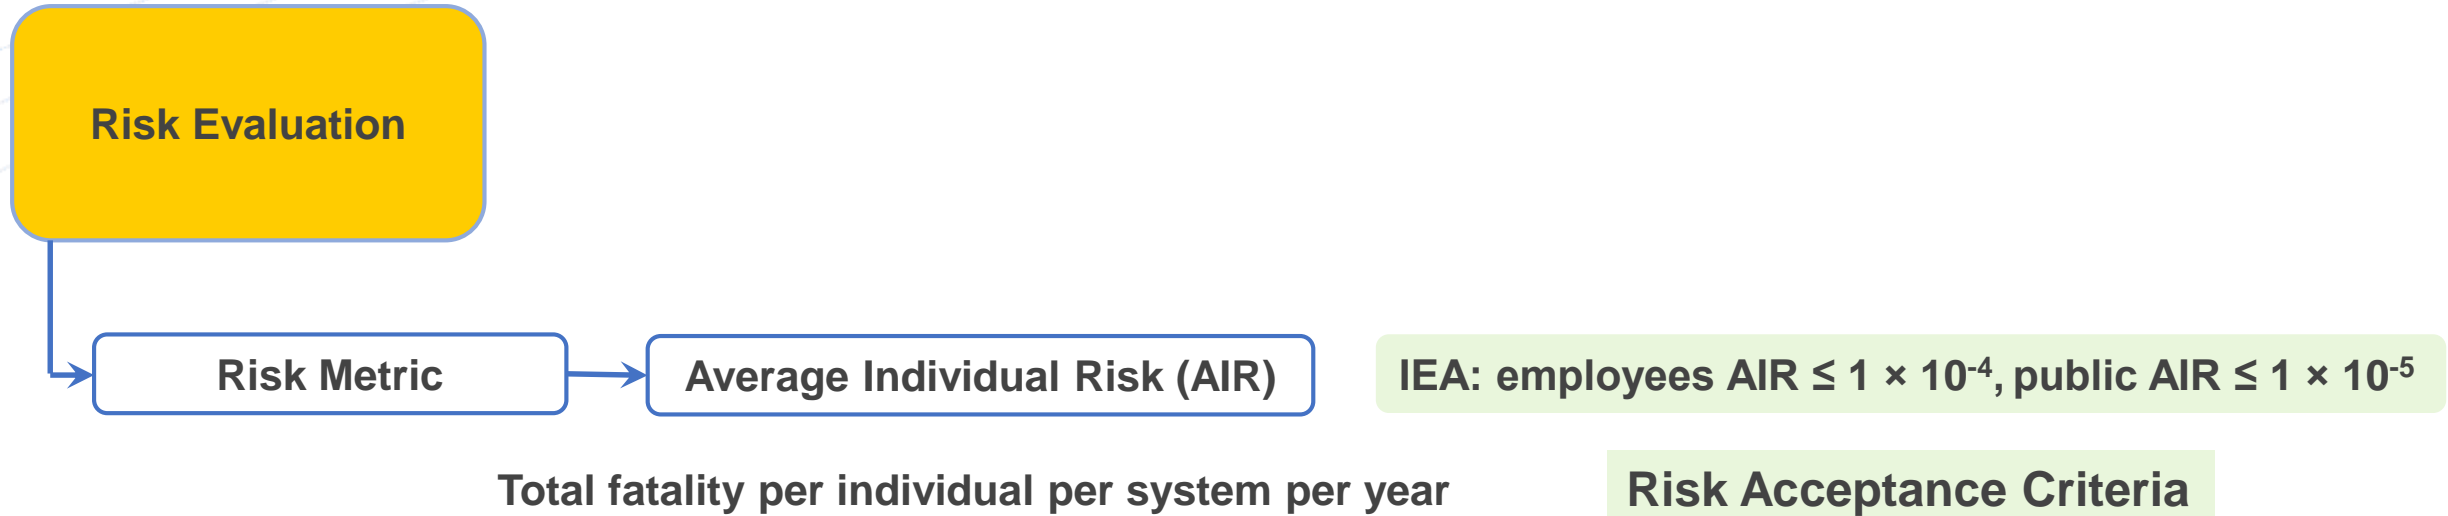 Risk Evaluation
Risk Metric
Average Individual Risk (AIR)
IEA: employees AIR ≤ 1 × 10⁻⁴, public AIR ≤ 1 × 10⁻⁵
Total fatality per individual per system per year
Risk Acceptance Criteria